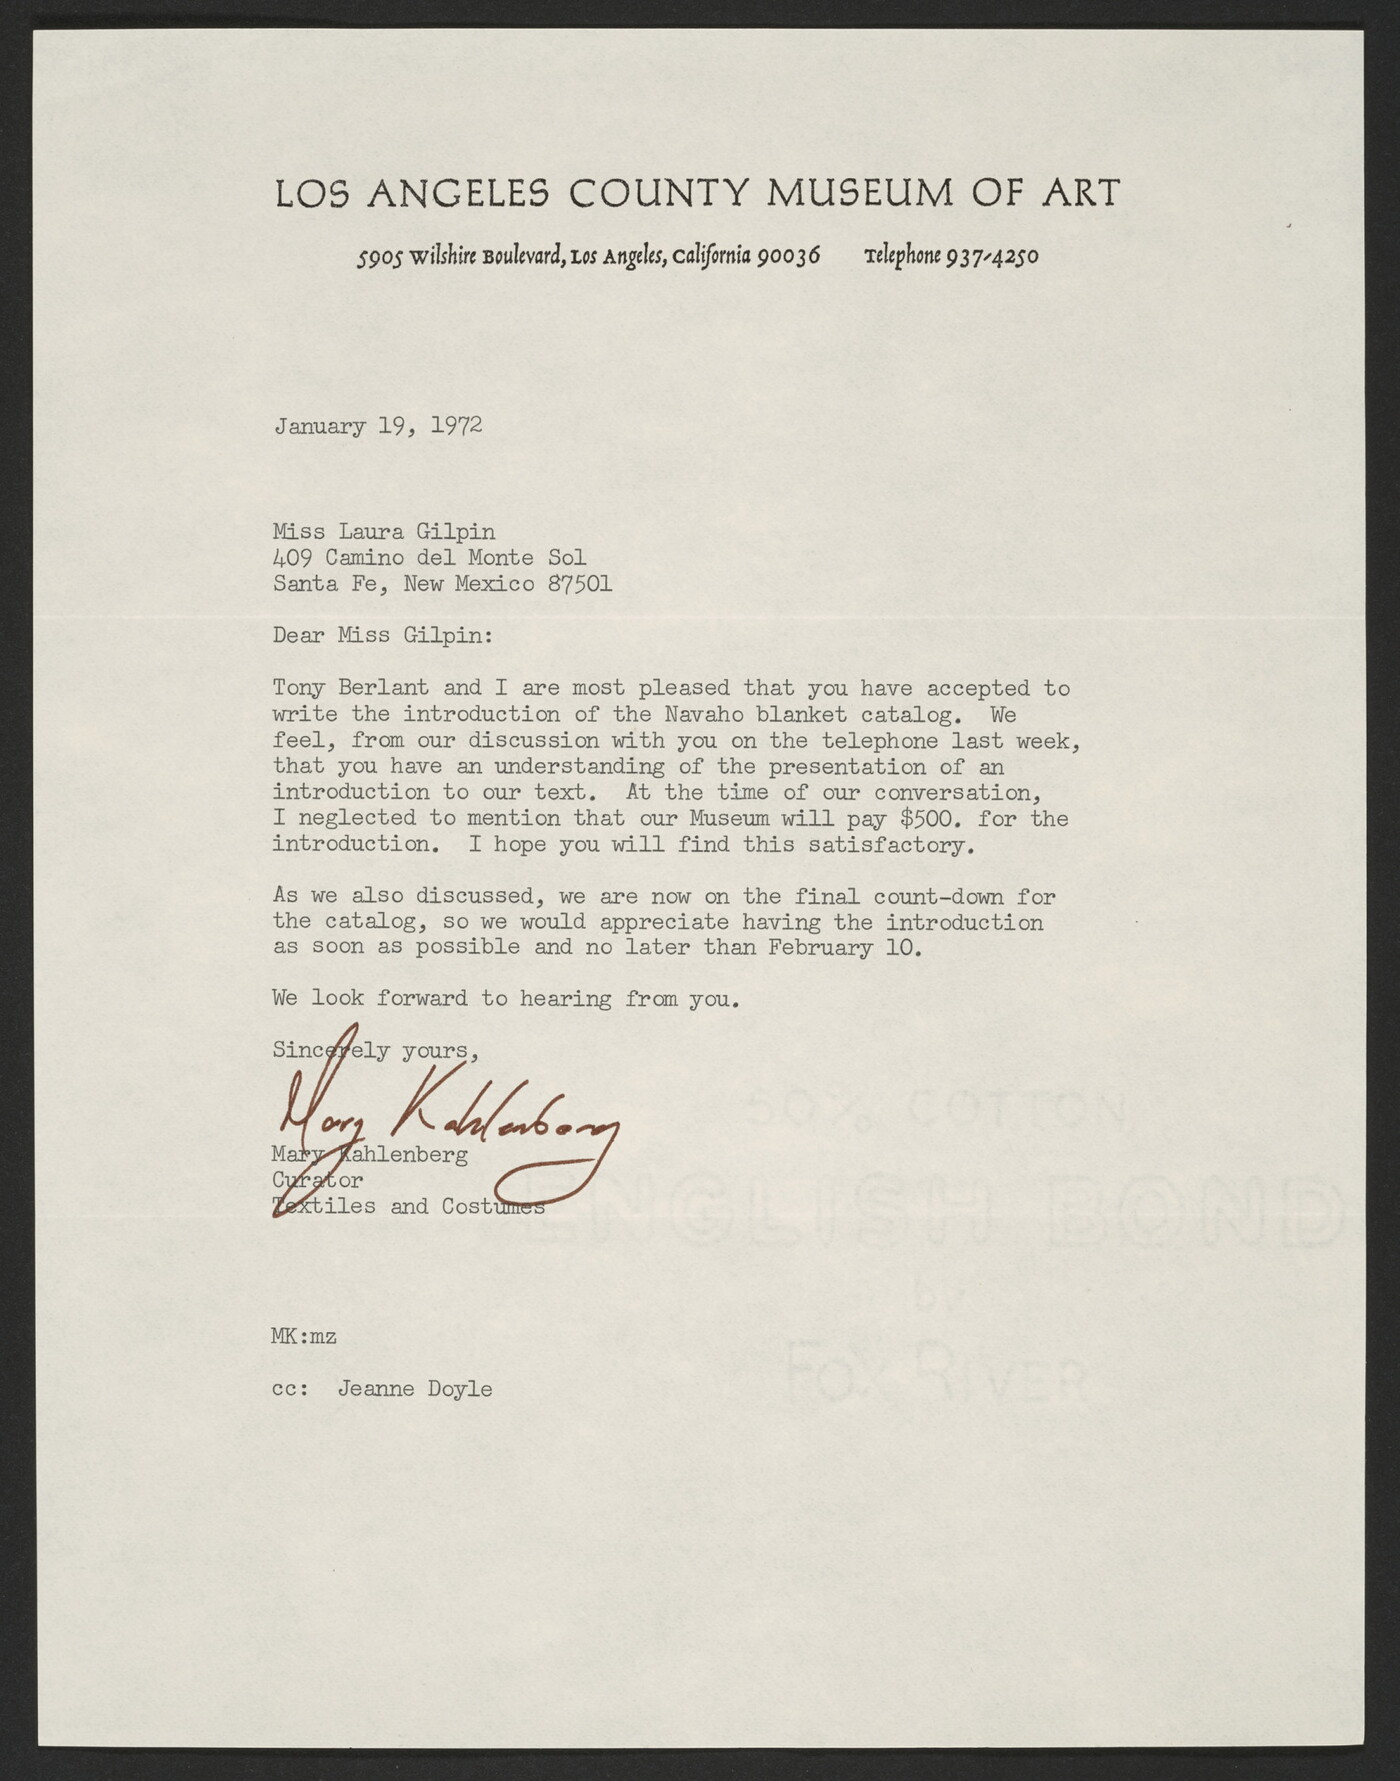 LOS ANGELES COUNTY MUSEUM OF ART
5905 Wilshire Boulevard, Los Angeles, California 90036 Telephone 937-4250
January 19, 1972
Miss Laura Gilpin
409 Camino del Monte Sol
Santa Fe, New Mexico 87501
Dear Miss Gilpin:
Tony Berlant and I are most pleased that you have accepted to
write the introduction of the Navaho blanket catalog. We
feel, from our discussion with you on the telephone last week,
that you have an understanding of the presentation of an
introduction to our text. At the time of our conversation,
I neglected to mention that our Museum will pay $500. for the
introduction. I hope you will find this satisfactory.
As we also discussed, we are now on the final count-down for
the catalog, so we would appreciate having the introduction
as soon as possible and no later than February 10.
We look forward to hearing from you.
Sincerely yours,
Mary Kahlenberg
Mary Kahlenberg
Curator
Textiles and Costumes
50% COTTON
ENGLISH BOND
by
FOX RIVER
MK:mz
cc: Jeanne Doyle